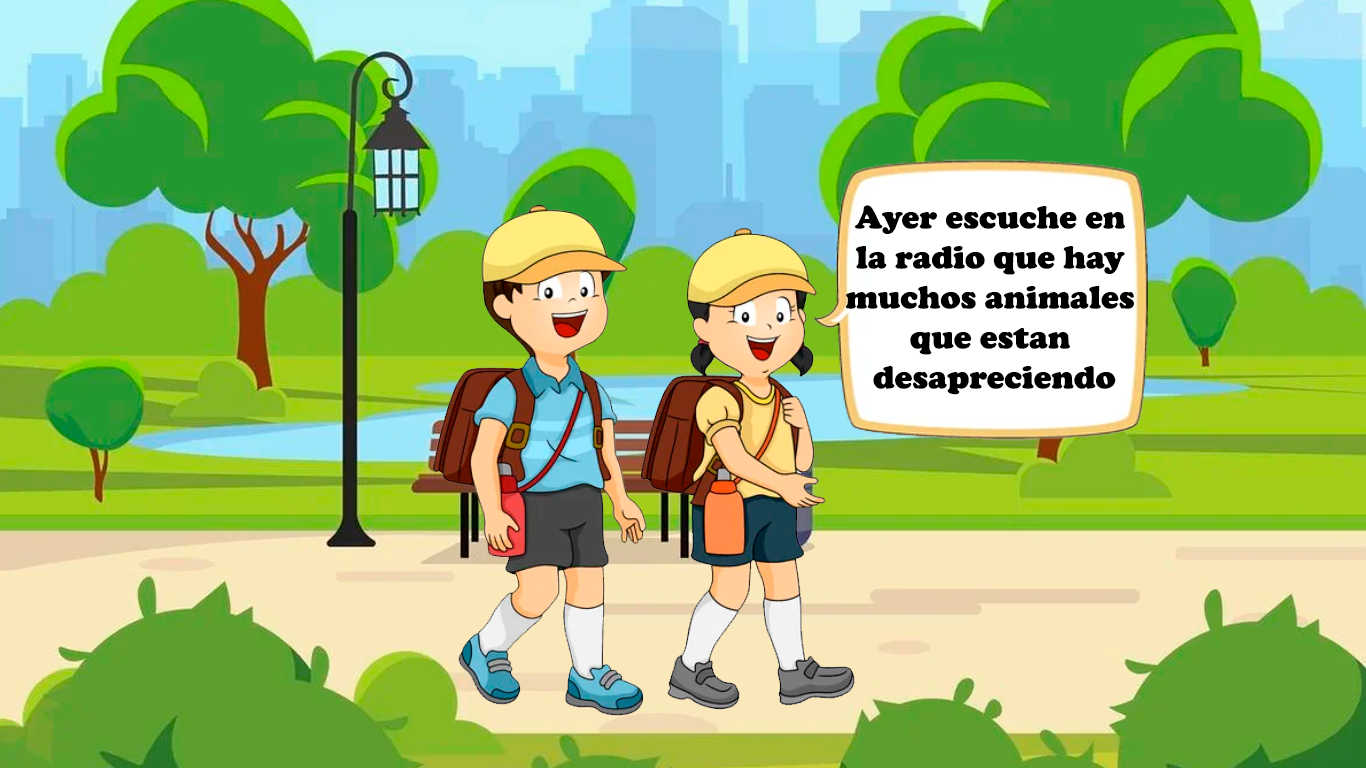 Ayer escuche en
la radio que hay
muchos animales
que estan
desapreciendo